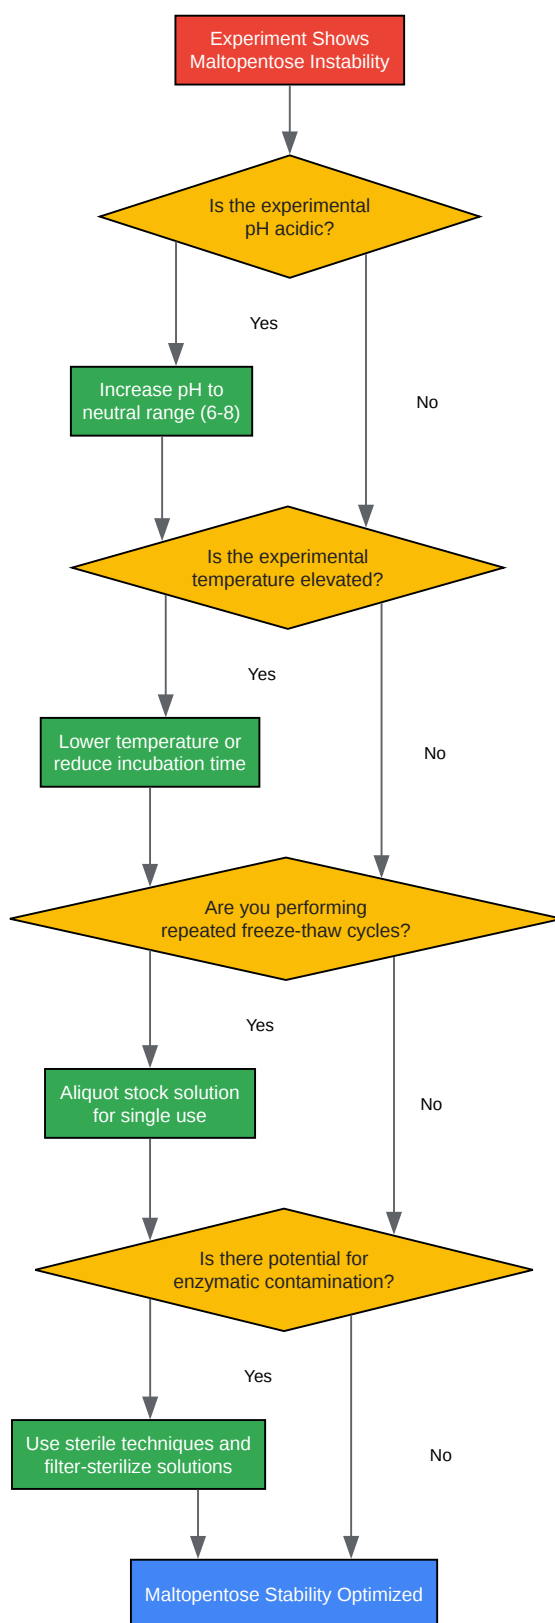 Experiment Shows
Maltopentose Instability
Is the experimental
pH acidic?
Yes
Increase pH to
neutral range (6-8)
No
Is the experimental
temperature elevated?
Yes
Lower temperature or
reduce incubation time
No
Are you performing
repeated freeze-thaw cycles?
Yes
Aliquot stock solution
for single use
No
Is there potential for
enzymatic contamination?
Yes
Use sterile techniques and
filter-sterilize solutions
No
Maltopentose Stability Optimized